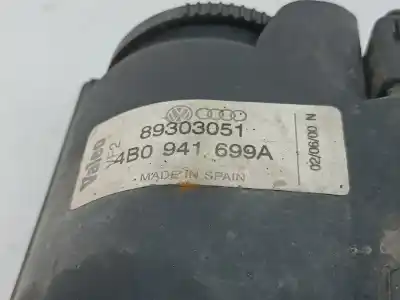 Valeo
VF2
89303051
4B0 941 699A
MADE IN SPAIN
02/06/00 N